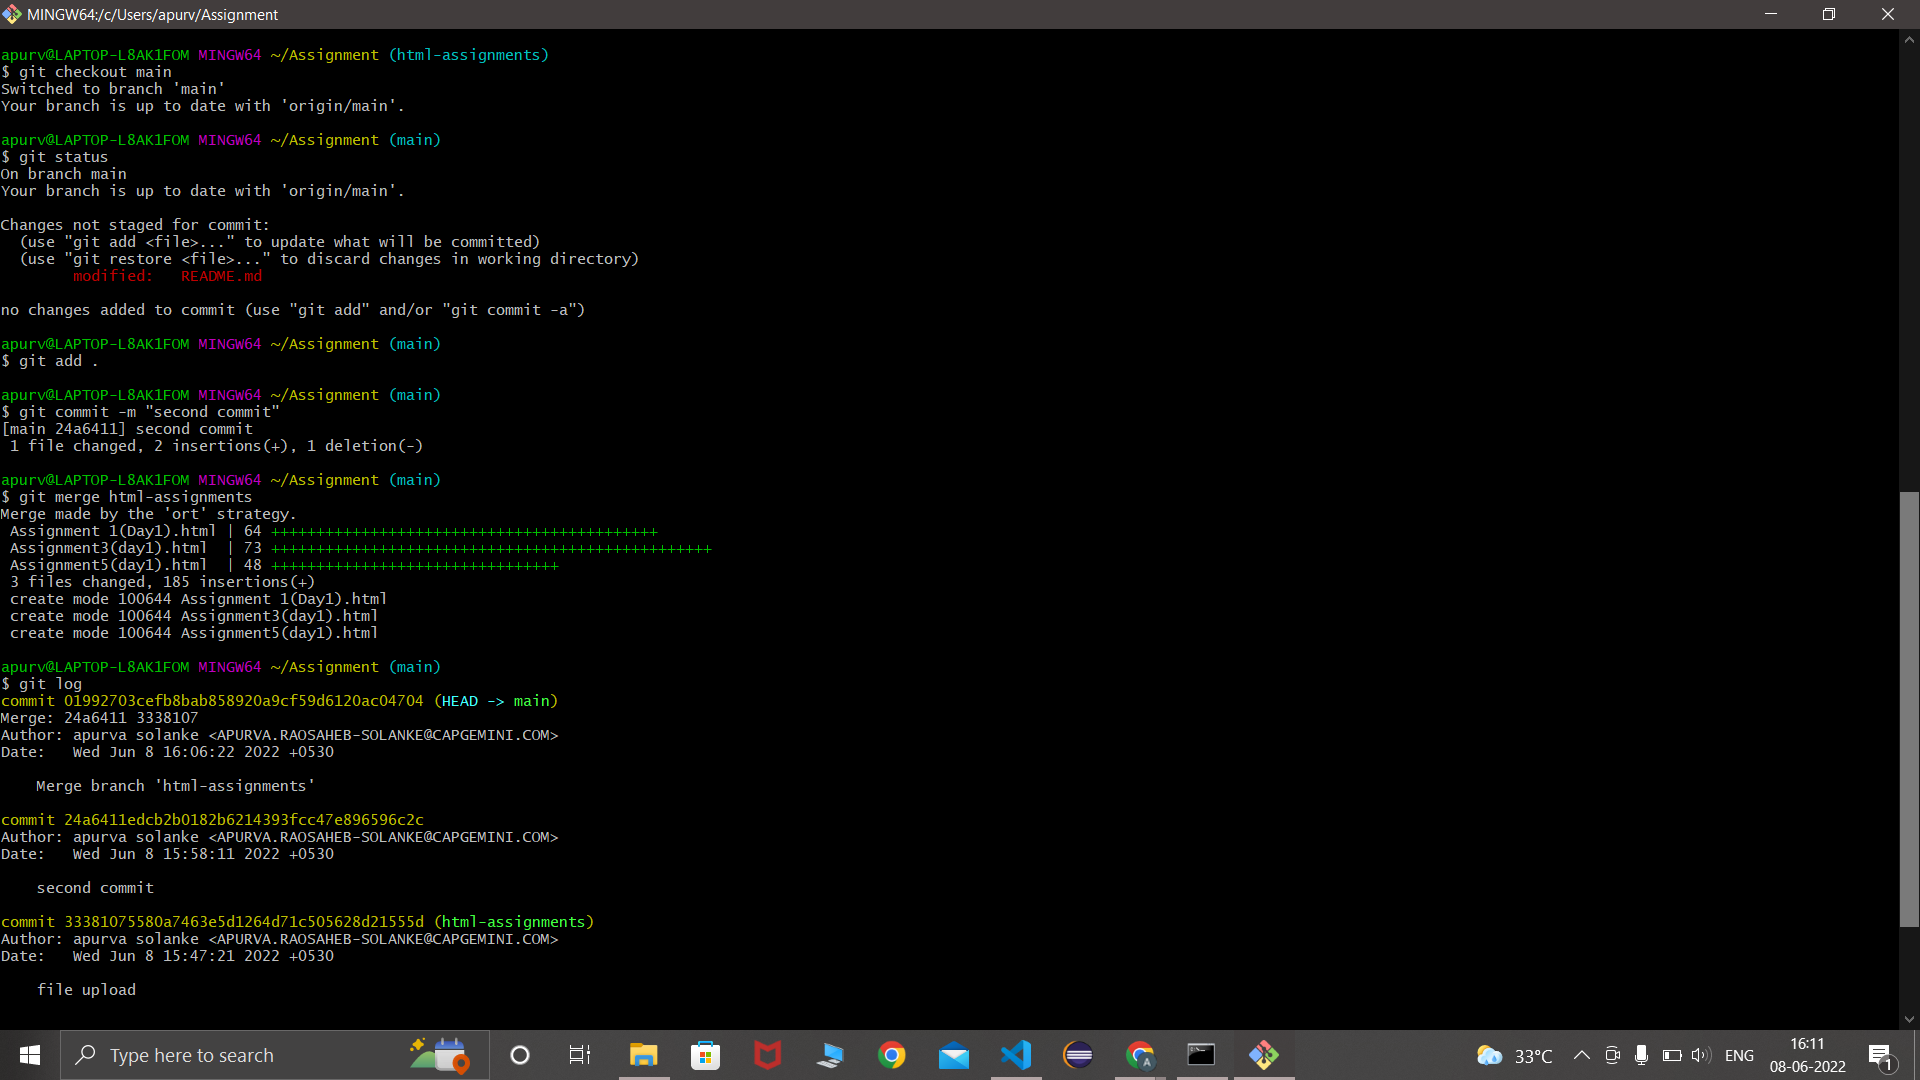 MINGW64:/c/Users/apurv/Assignment
apurv@LAPTOP-L8AK1FOM MINGW64 ~/Assignment (html-assignments)
$ git checkout main
Switched to branch 'main'
Your branch is up to date with 'origin/main'.
apurv@LAPTOP-L8AK1FOM MINGW64 ~/Assignment (main)
$ git status
On branch main
Your branch is up to date with 'origin/main'.
Changes not staged for commit:
  (use "git add <file>..." to update what will be committed)
  (use "git restore <file>..." to discard changes in working directory)
        modified:   README.md
no changes added to commit (use "git add" and/or "git commit -a")
apurv@LAPTOP-L8AK1FOM MINGW64 ~/Assignment (main)
$ git add .
apurv@LAPTOP-L8AK1FOM MINGW64 ~/Assignment (main)
$ git commit -m "second commit"
[main 24a6411] second commit
 1 file changed, 2 insertions(+), 1 deletion(-)
apurv@LAPTOP-L8AK1FOM MINGW64 ~/Assignment (main)
$ git merge html-assignments
Merge made by the 'ort' strategy.
 Assignment 1(Day1).html | 64 +++++++++++++++++++++++++++++++++++++++++++
 Assignment3(day1).html  | 73 +++++++++++++++++++++++++++++++++++++++++++++++++
 Assignment5(day1).html  | 48 ++++++++++++++++++++++++++++++++
 3 files changed, 185 insertions(+)
 create mode 100644 Assignment 1(Day1).html
 create mode 100644 Assignment3(day1).html
 create mode 100644 Assignment5(day1).html
apurv@LAPTOP-L8AK1FOM MINGW64 ~/Assignment (main)
$ git log
commit 01992703cefb8bab858920a9cf59d6120ac04704 (HEAD -> main)
Merge: 24a6411 3338107
Author: apurva solanke <APURVA.RAOSAHEB-SOLANKE@CAPGEMINI.COM>
Date:   Wed Jun 8 16:06:22 2022 +0530
    Merge branch 'html-assignments'
commit 24a6411edcb2b0182b6214393fcc47e896596c2c
Author: apurva solanke <APURVA.RAOSAHEB-SOLANKE@CAPGEMINI.COM>
Date:   Wed Jun 8 15:58:11 2022 +0530
    second commit
commit 33381075580a7463e5d1264d71c505628d21555d (html-assignments)
Author: apurva solanke <APURVA.RAOSAHEB-SOLANKE@CAPGEMINI.COM>
Date:   Wed Jun 8 15:47:21 2022 +0530
    file upload
Type here to search
A
33°C
ENG
16:11
08-06-2022
1